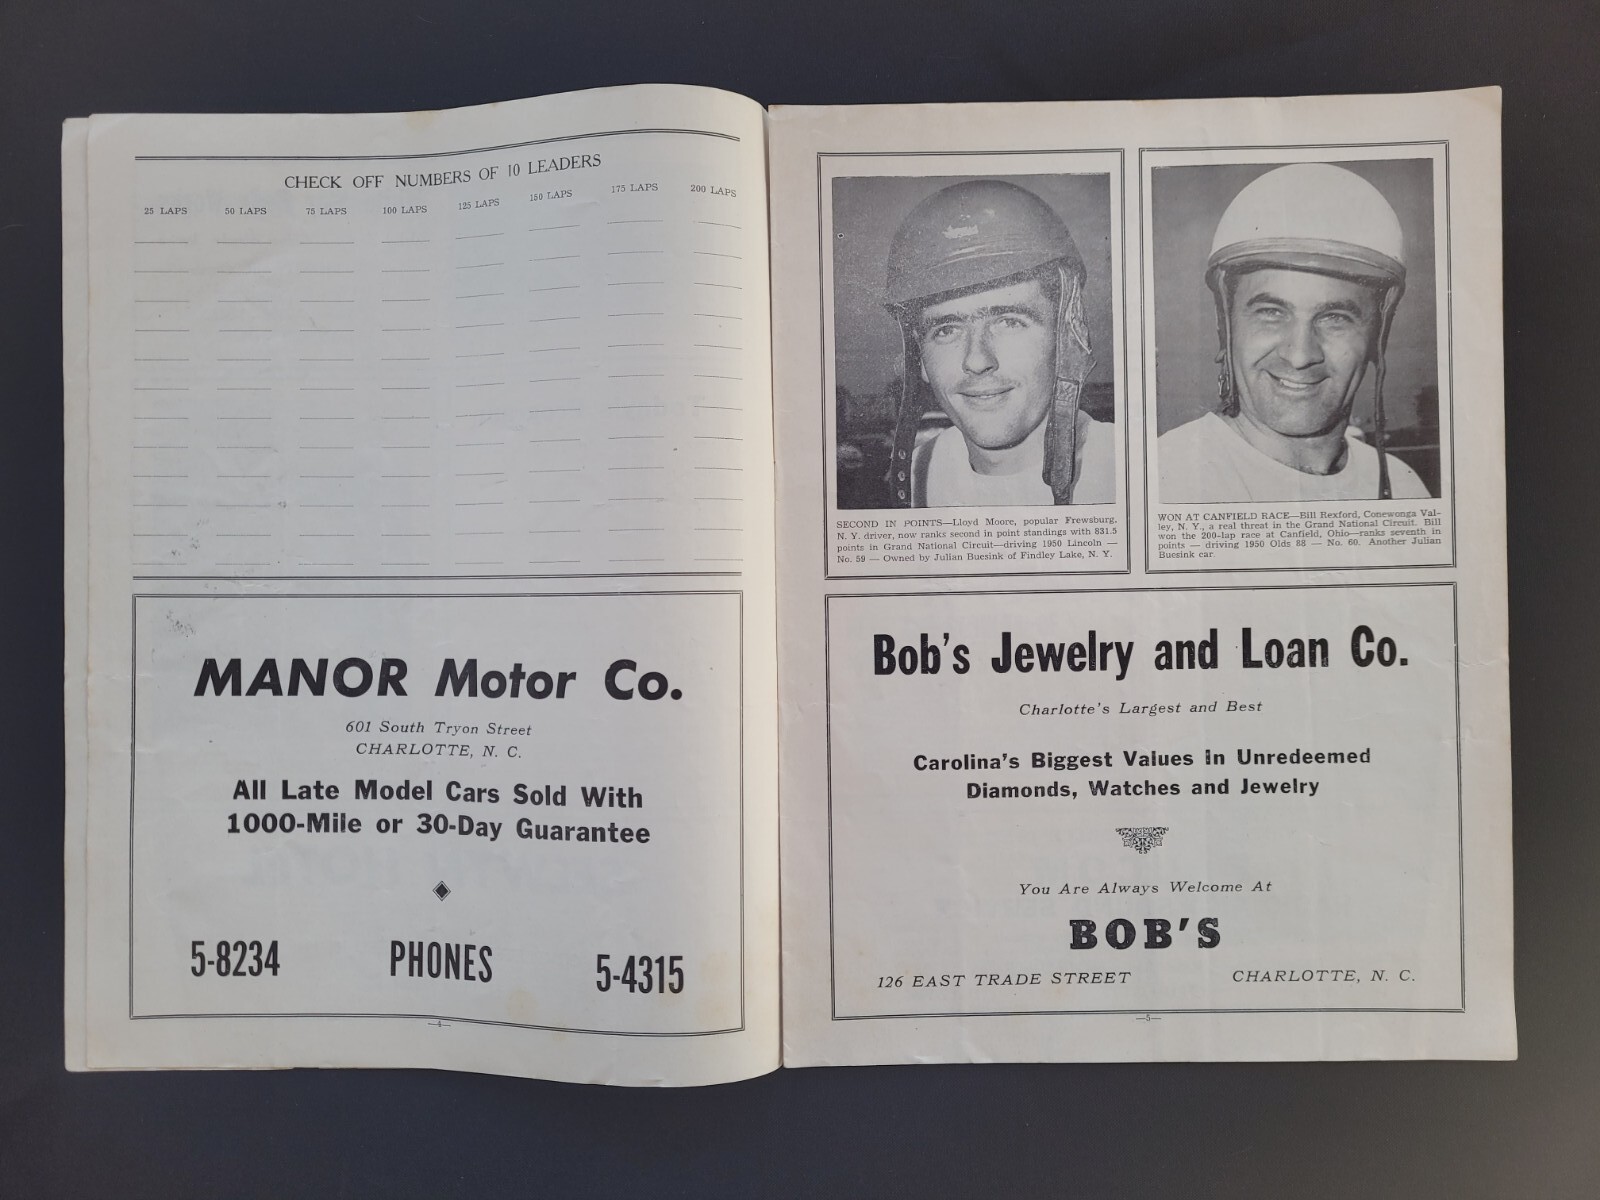 CHECK OFF NUMBERS OF 10 LEADERS
25 LAPS 50 LAPS 75 LAPS 100 LAPS 125 LAPS 150 LAPS 175 LAPS 200 LAPS
MANOR Motor Co.
601 South Tryon Street
CHARLOTTE, N. C.
All Late Model Cars Sold With
1000-Mile or 30-Day Guarantee
5-8234 PHONES 5-4315
—4—
SECOND IN POINTS—Lloyd Moore, popular Frewsburg,
N. Y. driver, now ranks second in point standings with 831.5
points in Grand National Circuit—driving 1950 Lincoln —
No. 59 — Owned by Julian Buesink of Findley Lake, N. Y.
WON AT CANFIELD RACE—Bill Rexford, Conewonga Val-
ley, N. Y., a real threat in the Grand National Circuit. Bill
won the 200-lap race at Canfield, Ohio—ranks seventh in
points — driving 1950 Olds 88 — No. 60. Another Julian
Buesink car.
Bob's Jewelry and Loan Co.
Charlotte's Largest and Best
Carolina's Biggest Values in Unredeemed
Diamonds, Watches and Jewelry
You Are Always Welcome At
BOB'S
126 EAST TRADE STREET CHARLOTTE, N. C.
—5—